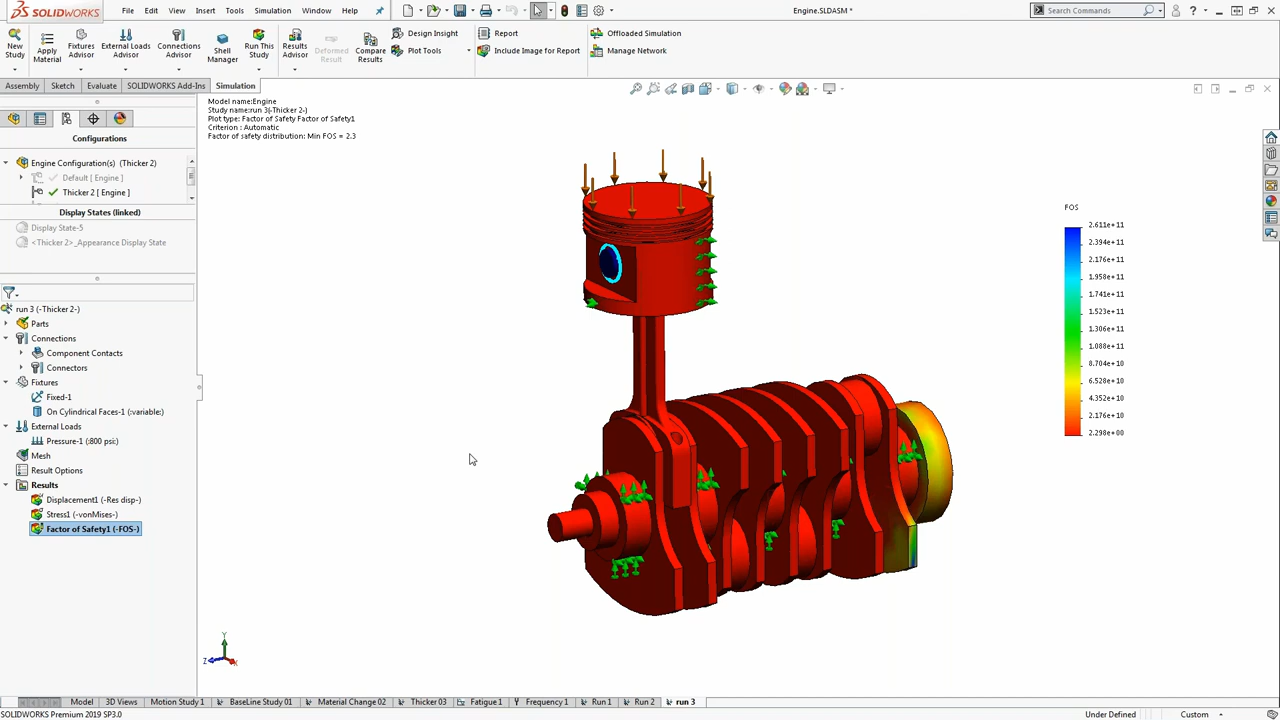 SOLIDWORKS
File Edit View Insert Tools Simulation Window Help
Engine.SLDASM *
Search Commands
New Study
Apply Material
Fixtures Advisor
External Loads Advisor
Connections Advisor
Shell Manager
Run This Study
Results Advisor
Deformed Result
Compare Results
Design Insight
Plot Tools
Report
Include Image for Report
Offloaded Simulation
Manage Network
Assembly Sketch Evaluate SOLIDWORKS Add-Ins Simulation
Configurations
Engine Configuration(s) (Thicker 2)
Default [ Engine ]
Thicker 2 [ Engine ]
Display States (linked)
Display State-5
<Thicker 2>_Appearance Display State
run 3 (-Thicker 2-)
Parts
Connections
Component Contacts
Connectors
Fixtures
Fixed-1
On Cylindrical Faces-1 (:variable:)
External Loads
Pressure-1 (:800 psi:)
Mesh
Result Options
Results
Displacement1 (-Res disp-)
Stress1 (-vonMises-)
Factor of Safety1 (-FOS-)
Model name:Engine
Study name:run 3(-Thicker 2-)
Plot type: Factor of Safety Factor of Safety1
Criterion : Automatic
Factor of safety distribution: Min FOS = 2.3
FOS
2.611e+11
2.394e+11
2.176e+11
1.958e+11
1.741e+11
1.523e+11
1.306e+11
1.088e+11
8.704e+10
6.528e+10
4.352e+10
2.176e+10
2.298e+00
Y
Z
X
Model 3D Views Motion Study 1 BaseLine Study 01 Material Change 02 Thicker 03 Fatigue 1 Frequency 1 Run 1 Run 2 run 3
SOLIDWORKS Premium 2019 SP3.0
Under Defined
Custom